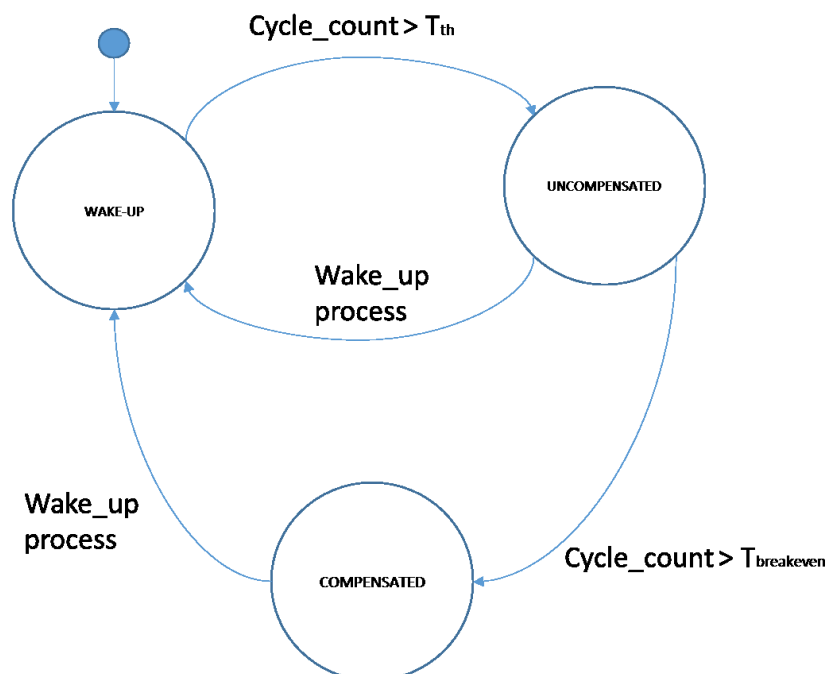 Cycle_count > Tth
WAKE-UP
UNCOMPENSATED
Wake_up
process
Wake_up
process
COMPENSATED
Cycle_count > Tbreakeven